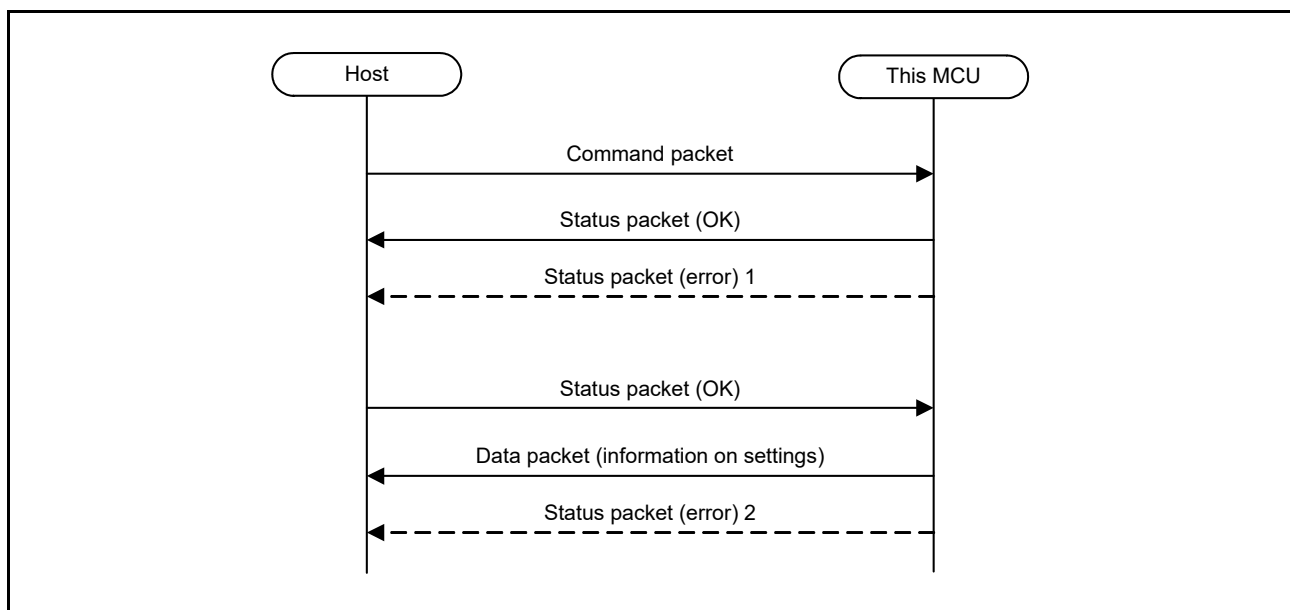 Host
This MCU
Command packet
Status packet (OK)
Status packet (error) 1
Status packet (OK)
Data packet (information on settings)
Status packet (error) 2